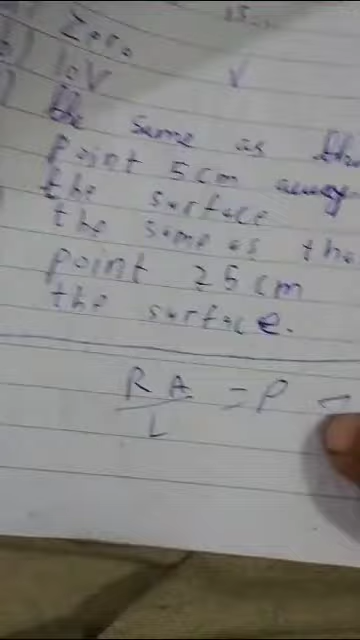 Zero
b) 10V V
c) the same as tha
point 5cm away
the surface
the same as the
point 25cm
the surface.
RA/L = P